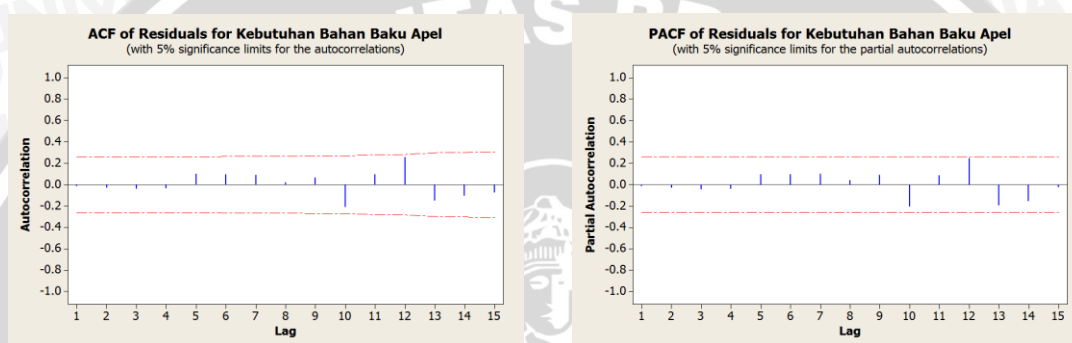 ACF of Residuals for Kebutuhan Bahan Baku Apel
(with 5% significance limits for the autocorrelations)
1.0
0.8
0.6
0.4
0.2
0.0
-0.2
-0.4
-0.6
-0.8
-1.0
Autocorrelation
1 2 3 4 5 6 7 8 9 10 11 12 13 14 15
Lag
PACF of Residuals for Kebutuhan Bahan Baku Apel
(with 5% significance limits for the partial autocorrelations)
1.0
0.8
0.6
0.4
0.2
0.0
-0.2
-0.4
-0.6
-0.8
-1.0
Partial Autocorrelation
1 2 3 4 5 6 7 8 9 10 11 12 13 14 15
Lag